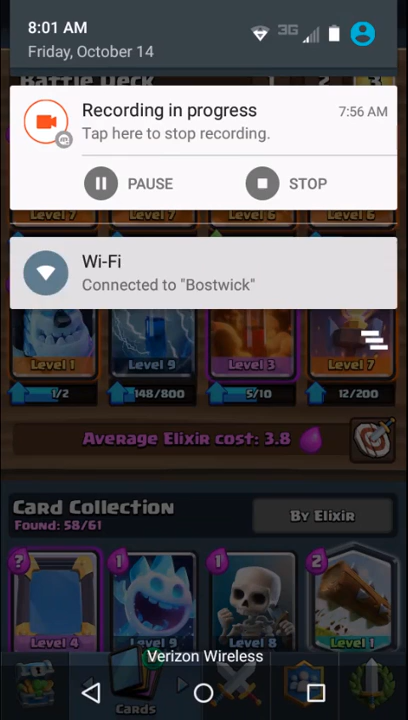 8:01 AM
3G
Friday, October 14
Battle Deck
1
2
3
Recording in progress
7:56 AM
Tap here to stop recording.
PAUSE
STOP
Level 7
Level 7
Level 6
Level 6
Wi-Fi
Connected to "Bostwick"
Level 1
Level 9
Level 3
Level 7
1/2
148/800
5/10
12/200
Average Elixir cost: 3.8
Card Collection
Found: 58/61
By Elixir
?
1
1
2
Level 4
Level 9
Level 8
Level 1
Verizon Wireless
Cards